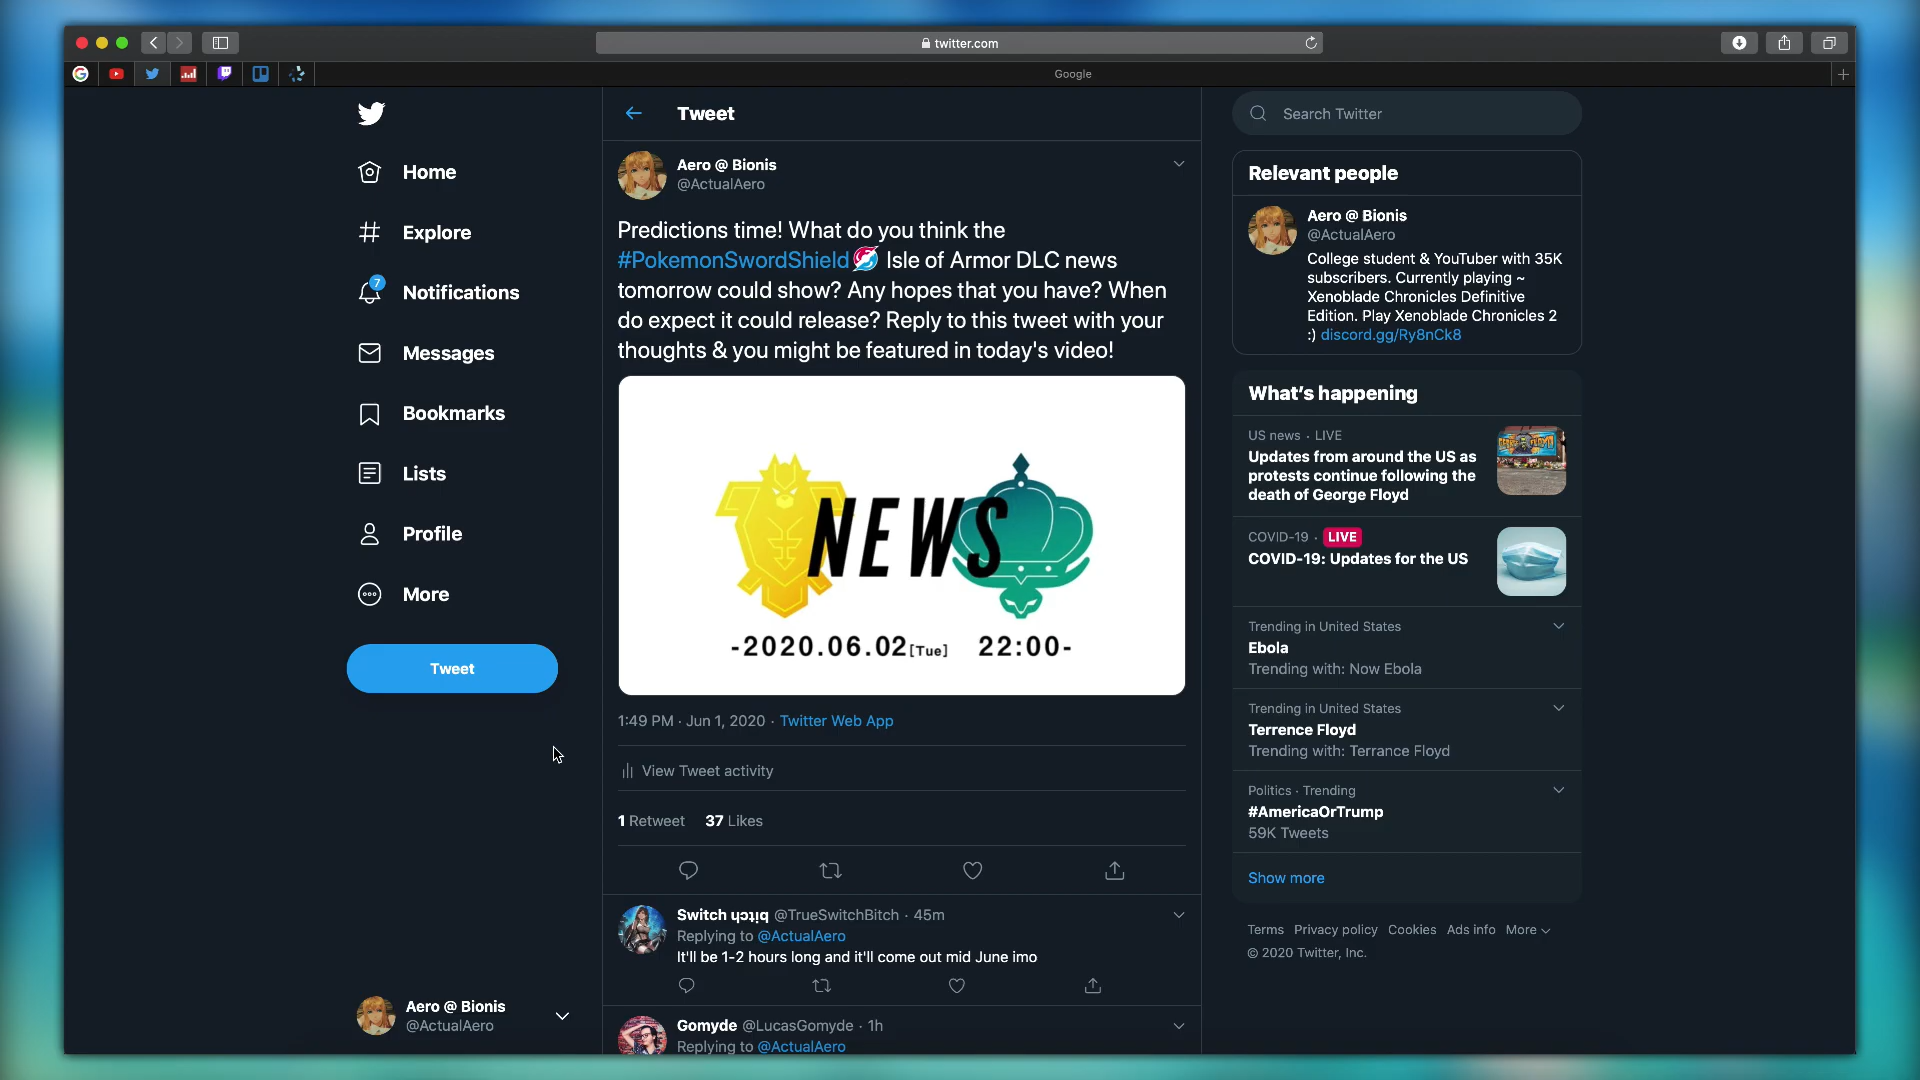 twitter.com
Google
Home
Explore
7
Notifications
Messages
Bookmarks
Lists
Profile
More
Tweet
Aero @ Bionis
@ActualAero
Tweet
Aero @ Bionis
@ActualAero
Predictions time! What do you think the
#PokemonSwordShield Isle of Armor DLC news
tomorrow could show? Any hopes that you have? When
do expect it could release? Reply to this tweet with your
thoughts & you might be featured in today's video!
NEWS
-2020.06.02[Tue] 22:00-
1:49 PM · Jun 1, 2020 · Twitter Web App
View Tweet activity
1 Retweet 37 Likes
Switch ɥɔʇıq @TrueSwitchBitch · 45m
Replying to @ActualAero
It'll be 1-2 hours long and it'll come out mid June imo
Gomyde @LucasGomyde · 1h
Replying to @ActualAero
Search Twitter
Relevant people
Aero @ Bionis
@ActualAero
College student & YouTuber with 35K
subscribers. Currently playing ~
Xenoblade Chronicles Definitive
Edition. Play Xenoblade Chronicles 2
:) discord.gg/Ry8nCk8
What's happening
US news · LIVE
Updates from around the US as
protests continue following the
death of George Floyd
COVID-19 · LIVE
COVID-19: Updates for the US
Trending in United States
Ebola
Trending with: Now Ebola
Trending in United States
Terrence Floyd
Trending with: Terrance Floyd
Politics · Trending
#AmericaOrTrump
59K Tweets
Show more
Terms Privacy policy Cookies Ads info More
© 2020 Twitter, Inc.